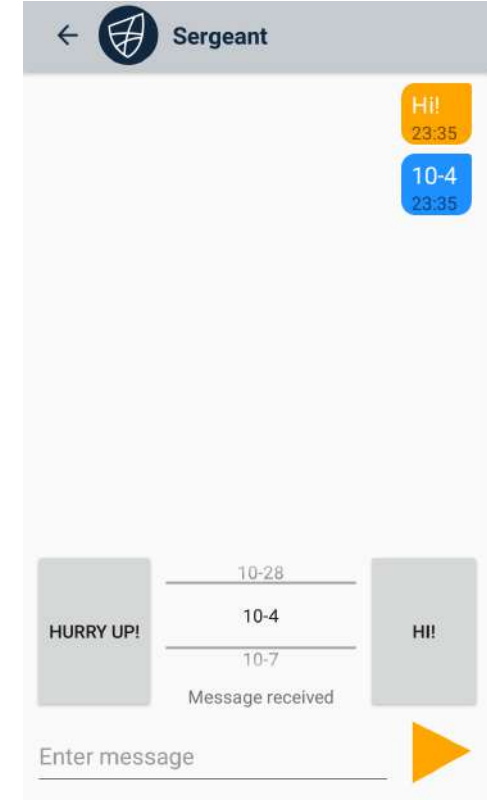 Sergeant
Hi!
23:35
10-4
23:35
10-28
HURRY UP!
10-4
HI!
10-7
Message received
Enter message